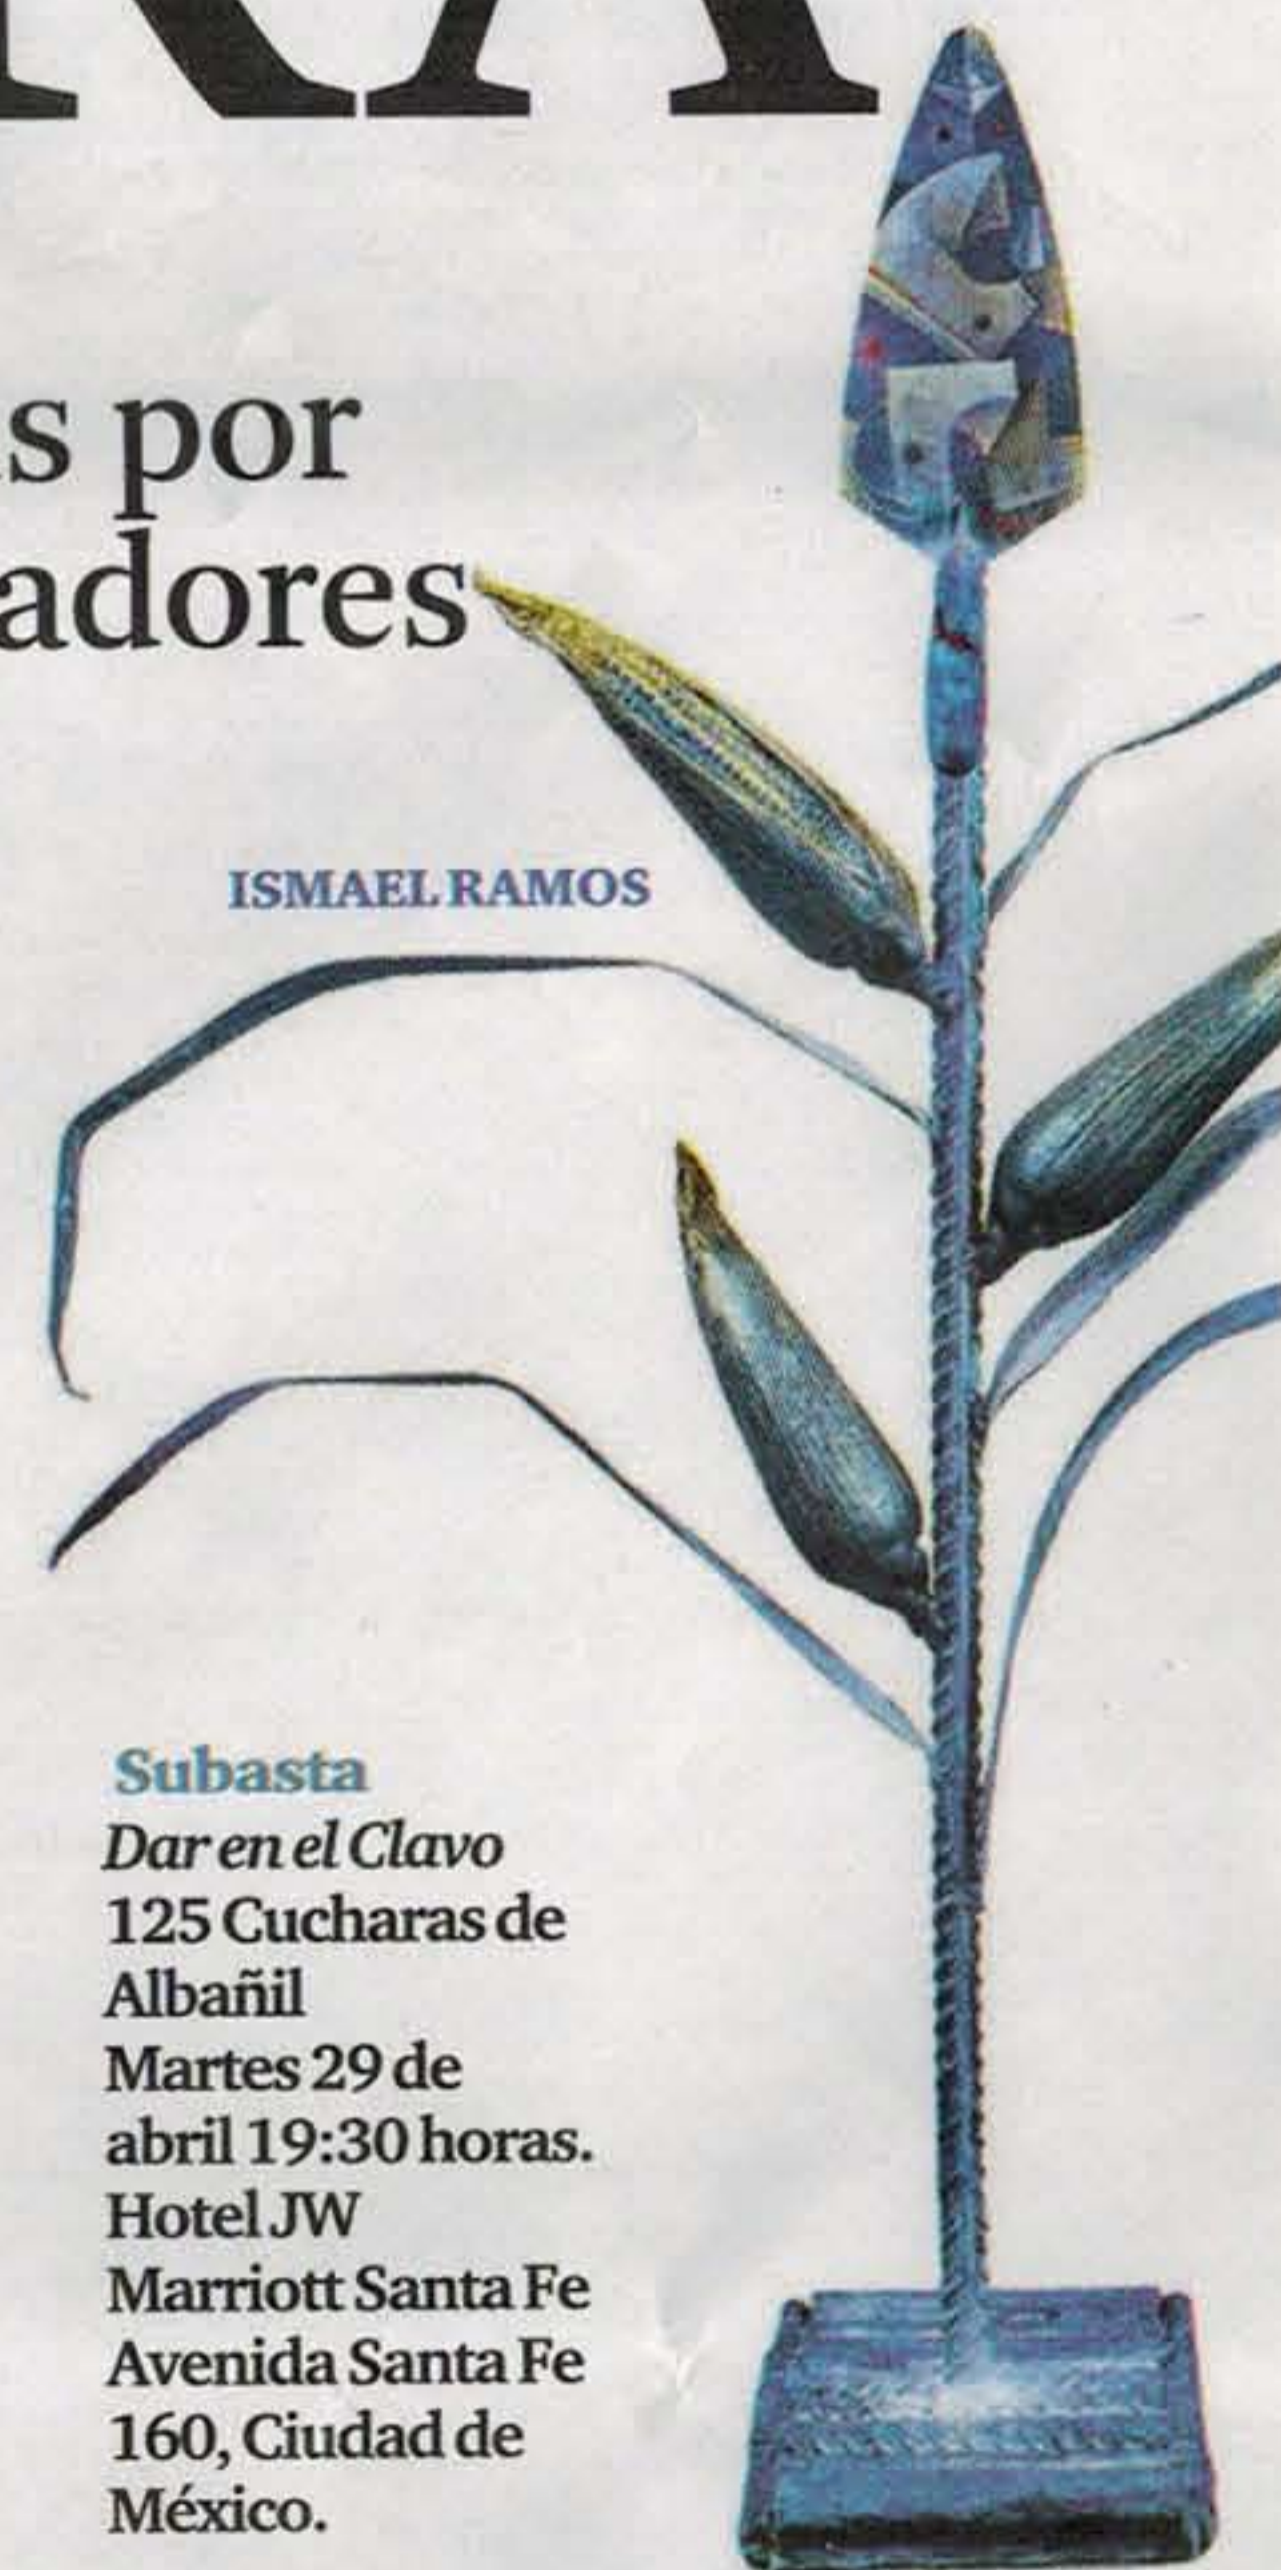 RA
s por
adores
ISMAEL RAMOS
Subasta
Dar en el Clavo
125 Cucharas de
Albañil
Martes 29 de
abril 19:30 horas.
Hotel JW
Marriott Santa Fe
Avenida Santa Fe
160, Ciudad de
México.